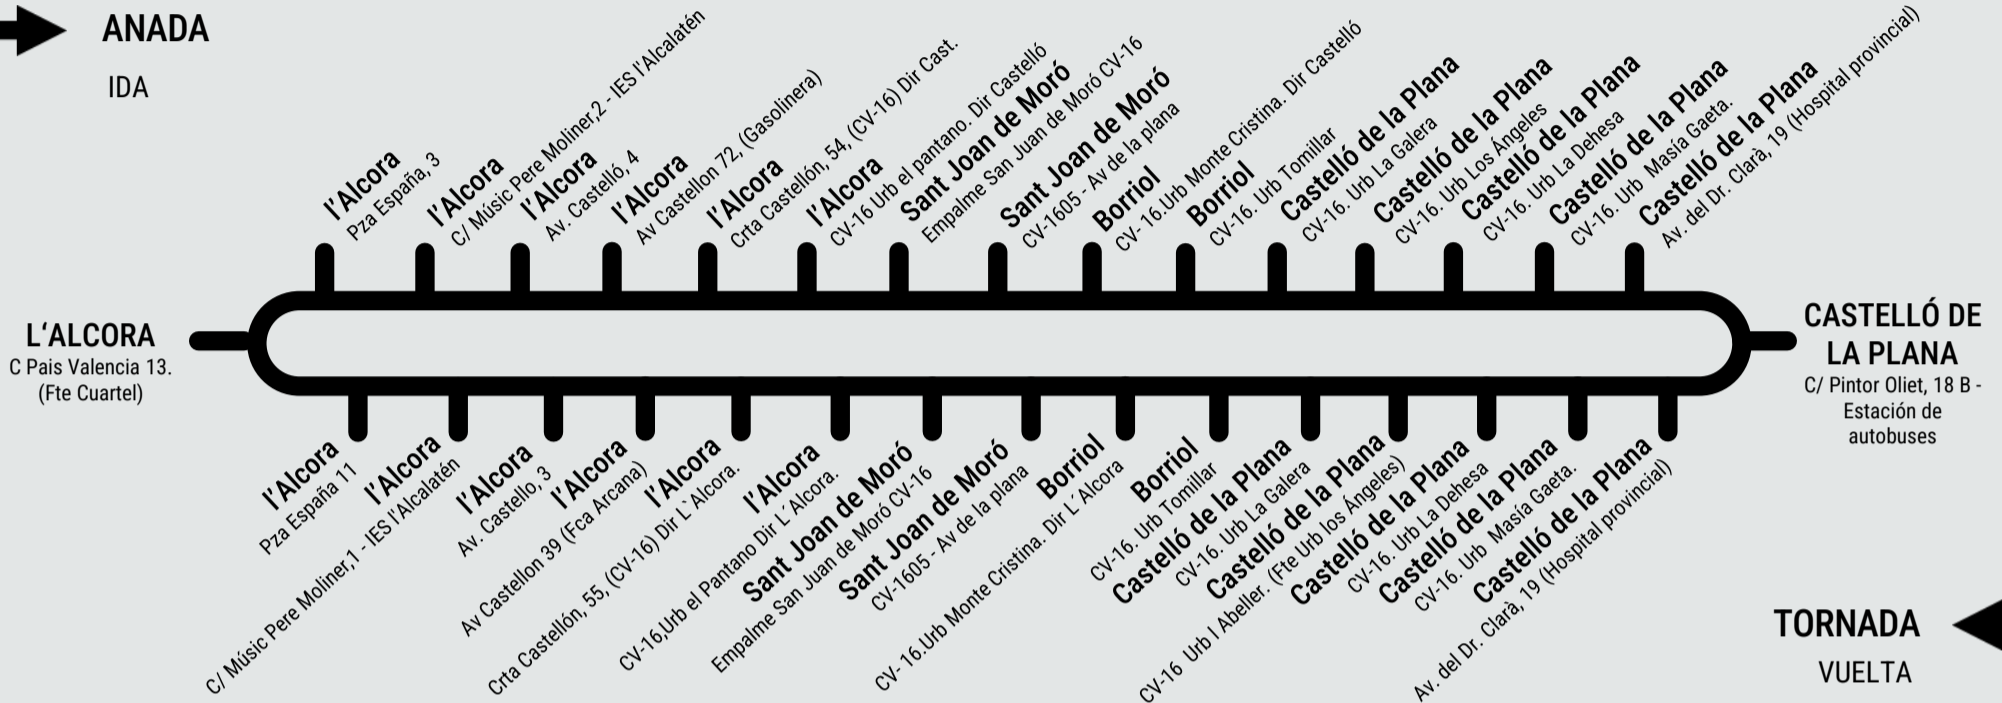 ANADA
IDA
l'Alcora
Pza España, 3
l'Alcora
C/ Músic Pere Moliner,2 - IES l'Alcalatén
l'Alcora
Av. Castelló, 4
l'Alcora
Av Castellon 72, (Gasolinera)
l'Alcora
Crta Castellón, 54, (CV-16) Dir Cast.
l'Alcora
CV-16 Urb el pantano. Dir Castelló
Sant Joan de Moró
Empalme San Juan de Moró CV-16
Sant Joan de Moró
CV-1605 - Av de la plana
Borriol
CV- 16.Urb Monte Cristina. Dir Castelló
Borriol
CV-16. Urb Tomillar
Castelló de la Plana
CV-16. Urb La Galera
Castelló de la Plana
CV-16. Urb Los Ángeles
Castelló de la Plana
CV-16. Urb La Dehesa
Castelló de la Plana
CV-16. Urb  Masía Gaeta.
Castelló de la Plana
Av. del Dr. Clarà, 19 (Hospital provincial)
L'ALCORA
C Pais Valencia 13.
(Fte Cuartel)
CASTELLÓ DE
LA PLANA
C/ Pintor Oliet, 18 B -
Estación de
autobuses
l'Alcora
Pza España 11
l'Alcora
C/ Músic Pere Moliner,1 - IES l'Alcalatén
l'Alcora
Av. Castello, 3
l'Alcora
Av Castellon 39 (Fca Arcana)
l'Alcora
Crta Castellón, 55, (CV-16) Dir L`Alcora.
l'Alcora
CV-16,Urb el Pantano Dir L´Alcora.
Sant Joan de Moró
Empalme San Juan de Moró CV-16
Sant Joan de Moró
CV-1605 - Av de la plana
Borriol
CV- 16.Urb Monte Cristina. Dir L´Alcora
Borriol
CV-16. Urb Tomillar
Castelló de la Plana
CV-16. Urb La Galera
Castelló de la Plana
CV-16  Urb l Abeller. (Fte Urb los Ángeles)
Castelló de la Plana
CV-16. Urb La Dehesa
Castelló de la Plana
CV-16. Urb  Masía Gaeta.
Castelló de la Plana
Av. del Dr. Clarà, 19 (Hospital provincial)
TORNADA
VUELTA